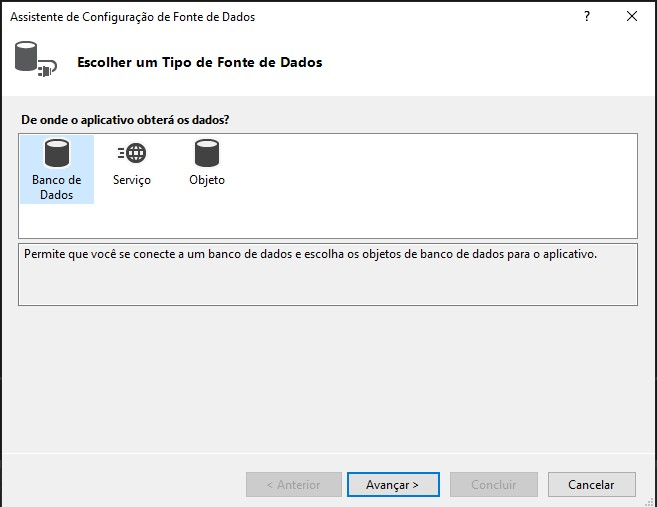 Assistente de Configuração de Fonte de Dados
?
Escolher um Tipo de Fonte de Dados
De onde o aplicativo obterá os dados?
Banco de
Dados
Serviço
Objeto
Permite que você se conecte a um banco de dados e escolha os objetos de banco de dados para o aplicativo.
< Anterior
Avançar >
Concluir
Cancelar